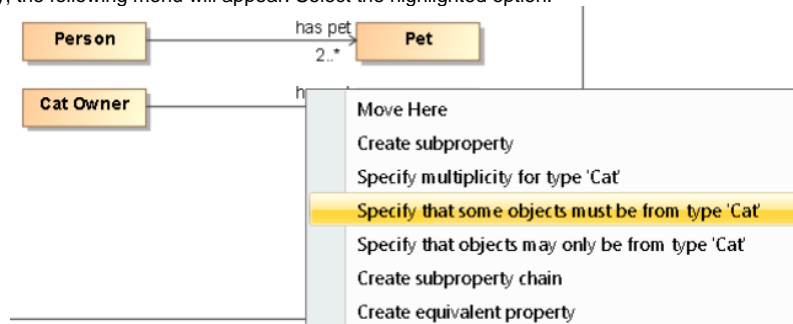 the following menu will appear. Select the highlighted option.
Person
has pet
2..*
Pet
Cat Owner
Move Here
Create subproperty
Specify multiplicity for type 'Cat'
Specify that some objects must be from type 'Cat'
Specify that objects may only be from type 'Cat'
Create subproperty chain
Create equivalent property